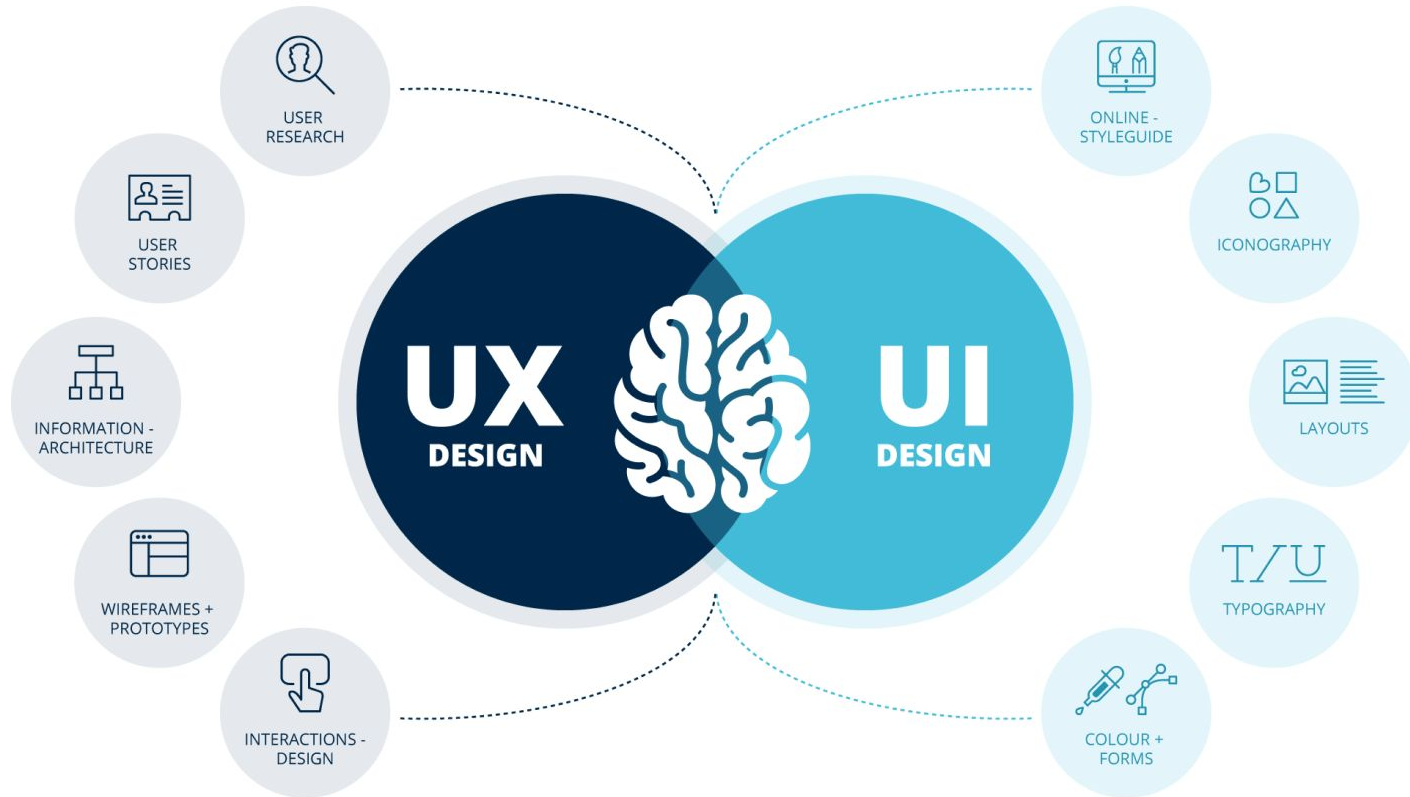 USER
RESEARCH
USER
STORIES
INFORMATION -
ARCHITECTURE
WIREFRAMES +
PROTOTYPES
INTERACTIONS -
DESIGN
UX
DESIGN
UI
DESIGN
ONLINE -
STYLEGUIDE
ICONOGRAPHY
LAYOUTS
T/U
TYPOGRAPHY
COLOUR +
FORMS